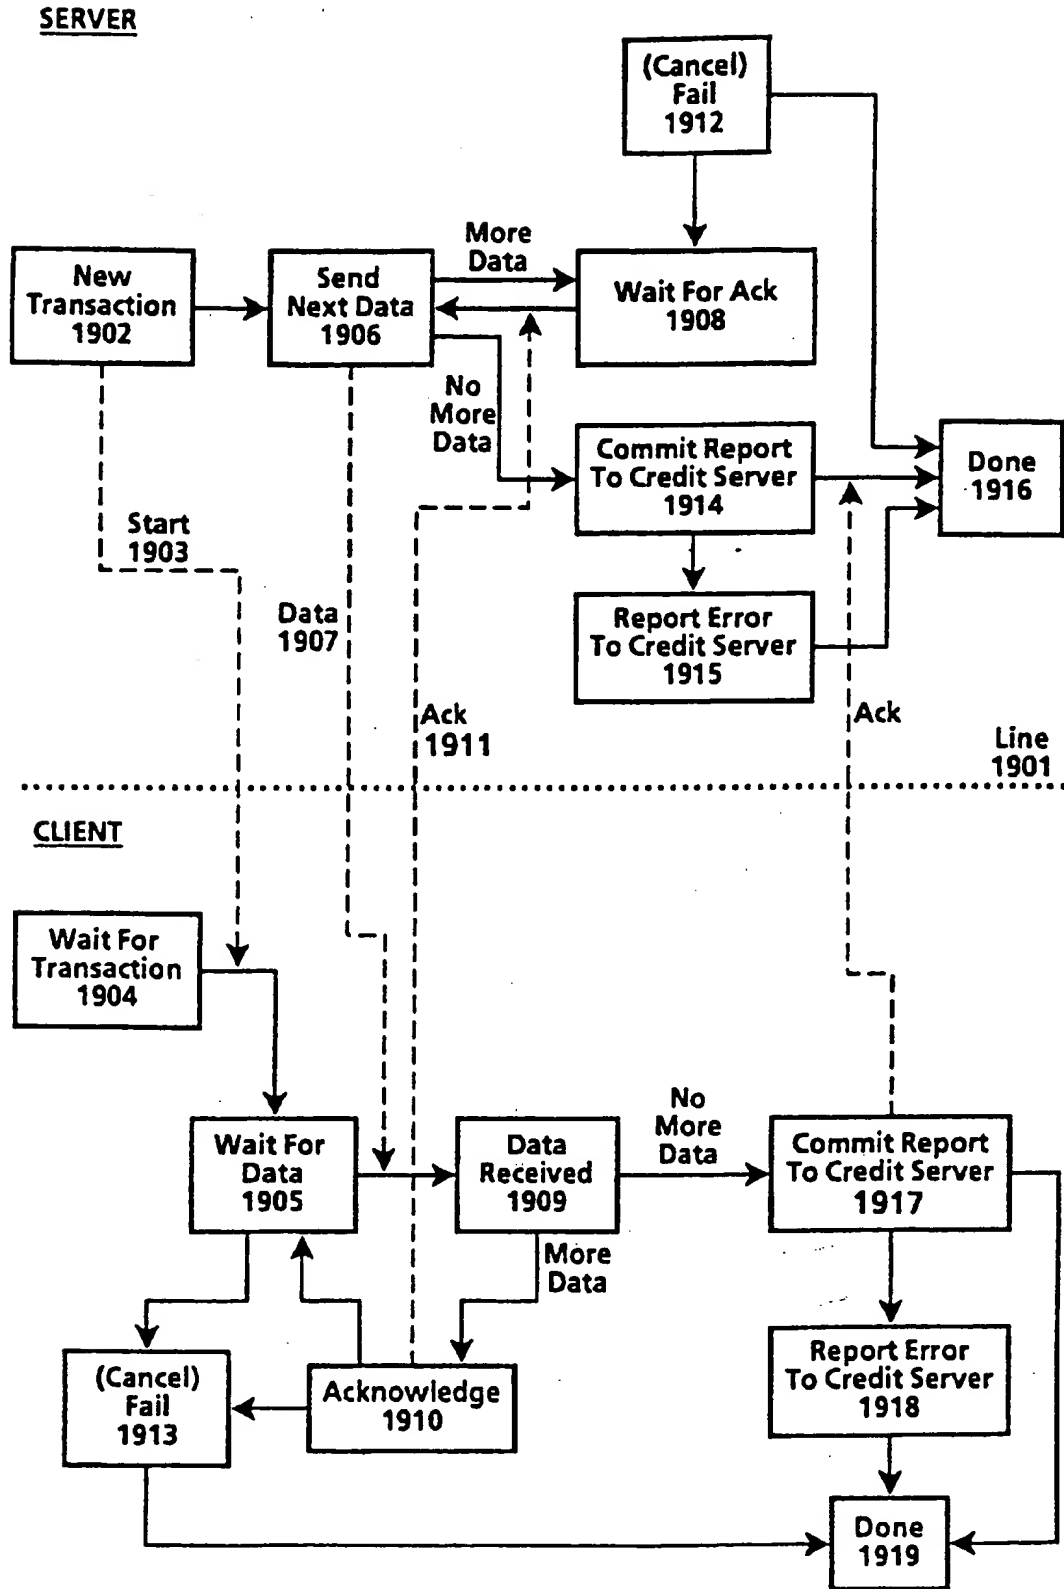 SERVER
(Cancel)
Fail
1912
New
Transaction
1902
Send
Next Data
1906
More
Data
Wait For Ack
1908
No
More
Data
Commit Report
To Credit Server
1914
Done
1916
Start
1903
Data
1907
Report Error
To Credit Server
1915
Ack
1911
Ack
Line
1901
CLIENT
Wait For
Transaction
1904
Wait For
Data
1905
Data
Received
1909
No
More
Data
Commit Report
To Credit Server
1917
More
Data
(Cancel)
Fail
1913
Acknowledge
1910
Report Error
To Credit Server
1918
Done
1919